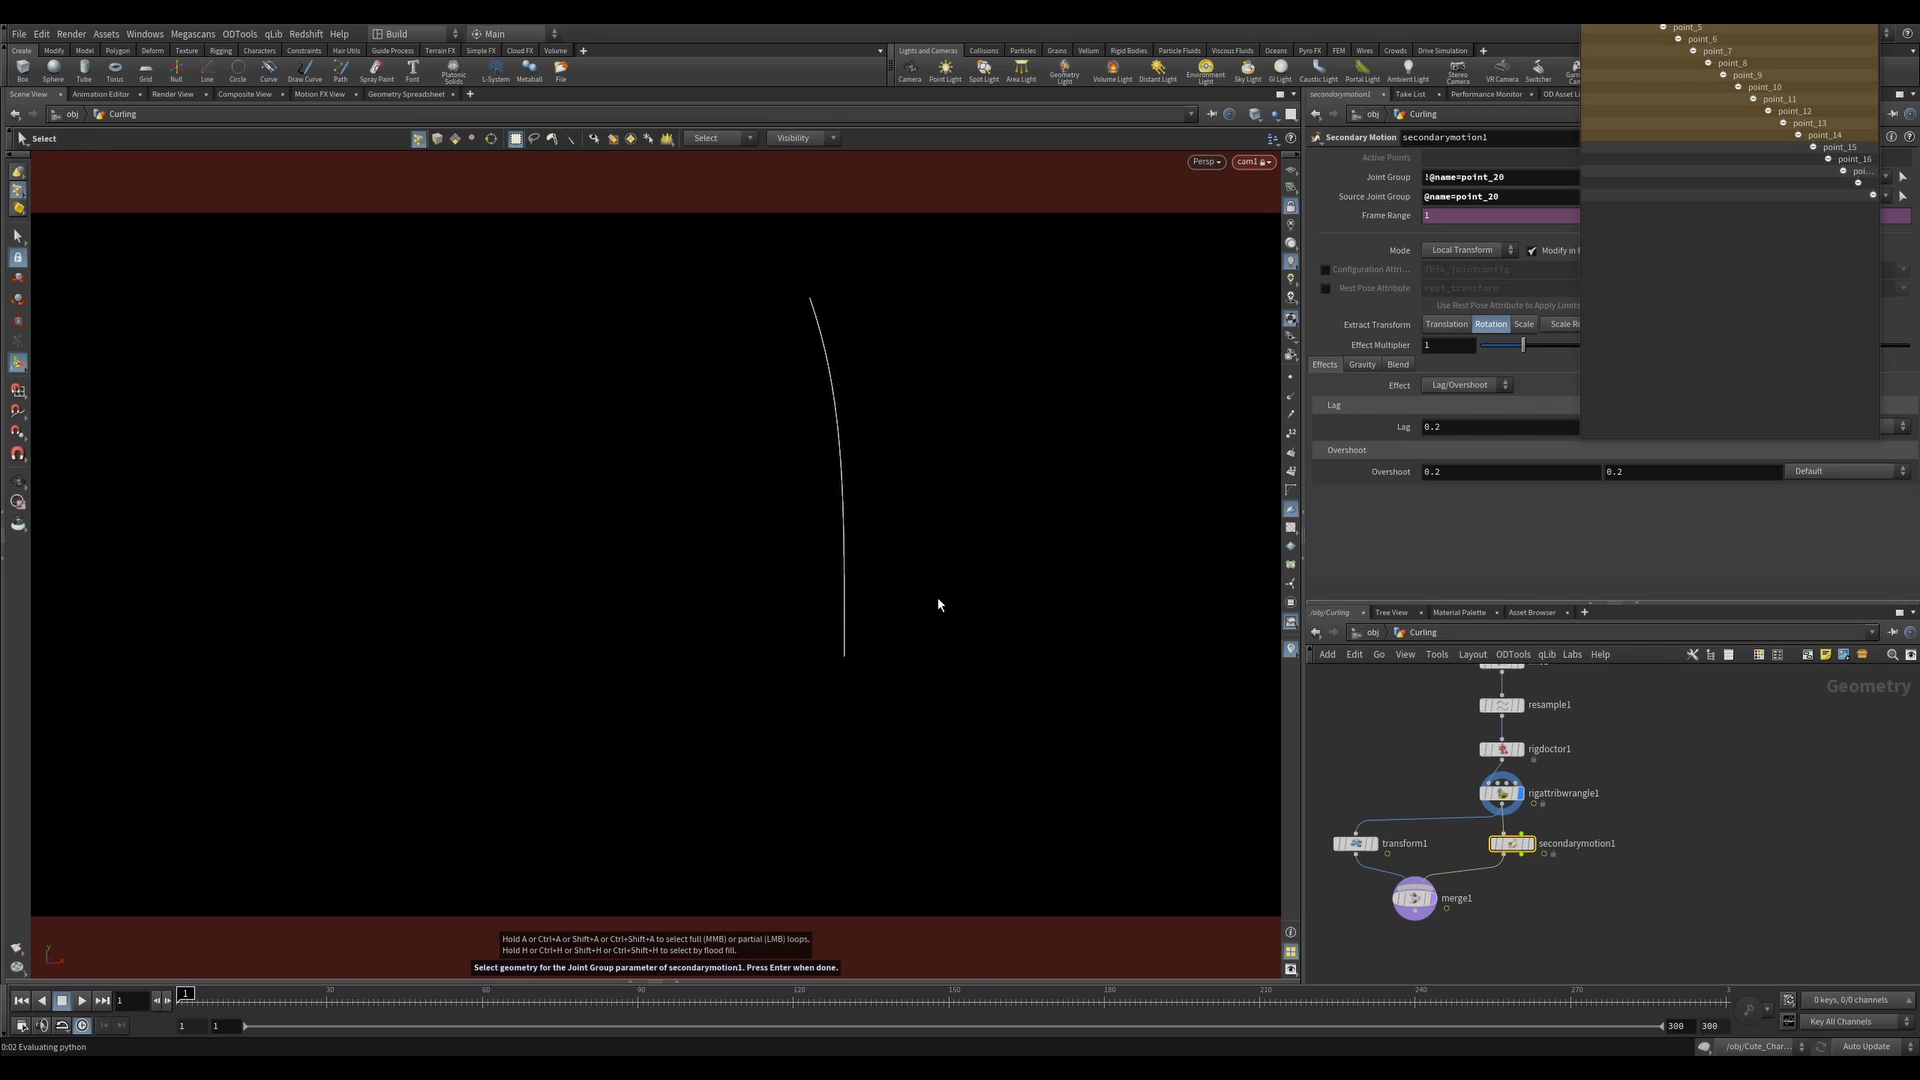 File Edit Render Assets Windows Megascans ODTools qLib Redshift Help Build Main
Create Modify Model Polygon Deform Texture Rigging Characters Constraints Hair Utils Guide Process Terrain FX Simple FX Cloud FX Volume
Lights and Cameras Collisions Particles Grains Vellum Rigid Bodies Particle Fluids Viscous Fluids Oceans Pyro FX FEM Wires Crowds Drive Simulation
Box Sphere Tube Torus Grid Null Line Circle Curve Draw Curve Path Spray Paint Font Platonic Solids L-System Metaball File
Camera Point Light Spot Light Area Light Geometry Light Volume Light Distant Light Environment Light Sky Light GI Light Caustic Light Portal Light Ambient Light Stereo Camera VR Camera Switcher
Scene View Animation Editor Render View Composite View Motion FX View Geometry Spreadsheet
obj Curling
Select
Select Visibility
Persp cam1
Hold A or Ctrl+A or Shift+A or Ctrl+Shift+A to select full (MMB) or partial (LMB) loops.
Hold H or Ctrl+H or Shift+H or Ctrl+Shift+H to select by flood fill.
Select geometry for the Joint Group parameter of secondarymotion1. Press Enter when done.
secondarymotion1 Take List Performance Monitor
obj Curling
Secondary Motion secondarymotion1
Active Points
Joint Group !@name=point_20
Source Joint Group @name=point_20
Frame Range 1
Mode Local Transform
Configuration Attri... fbik_jointconfig
Rest Pose Attribute rest_transform
Use Rest Pose Attribute to Apply Limits
Extract Transform Translation Rotation Scale
Effect Multiplier 1
Effects Gravity Blend
Effect Lag/Overshoot
Lag
Lag 0.2
Overshoot
Overshoot 0.2 0.2 Default
point_5
point_6
point_7
point_8
point_9
point_10
point_11
point_12
point_13
point_14
point_15
point_16
poi...
/obj/Curling Tree View Material Palette Asset Browser
obj Curling
Add Edit Go View Tools Layout ODTools qLib Labs Help
Geometry
resample1
rigdoctor1
rigattribwrangle1
transform1 secondarymotion1
merge1
1 1 30 60 90 120 150 180 210 240 270 3
0 keys, 0/0 channels
1 1 300 300
Key All Channels
0:02 Evaluating python
/obj/Cute_Char... Auto Update